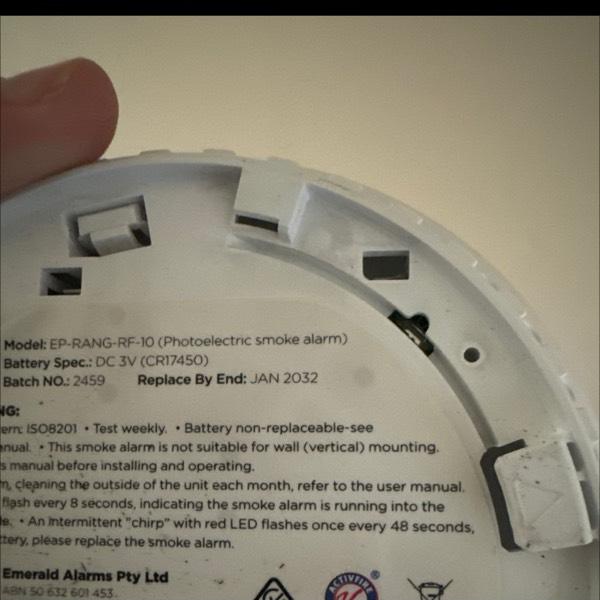 Model: EP-RANG-RF-10 (Photoelectric smoke alarm)
Battery Spec.: DC 3V (CR17450)
Batch NO.: 2459 Replace By End: JAN 2032
NG:
ern: ISO8201 • Test weekly. • Battery non-replaceable-see
nual. • This smoke alarm is not suitable for wall (vertical) mounting.
s manual before installing and operating.
m, cleaning the outside of the unit each month, refer to the user manual.
flash every 8 seconds, indicating the smoke alarm is running into the
e. • An intermittent "chirp" with red LED flashes once every 48 seconds,
tery, please replace the smoke alarm.
Emerald Alarms Pty Ltd
ABN 50 632 601 453.
ACTIVFIRE ®